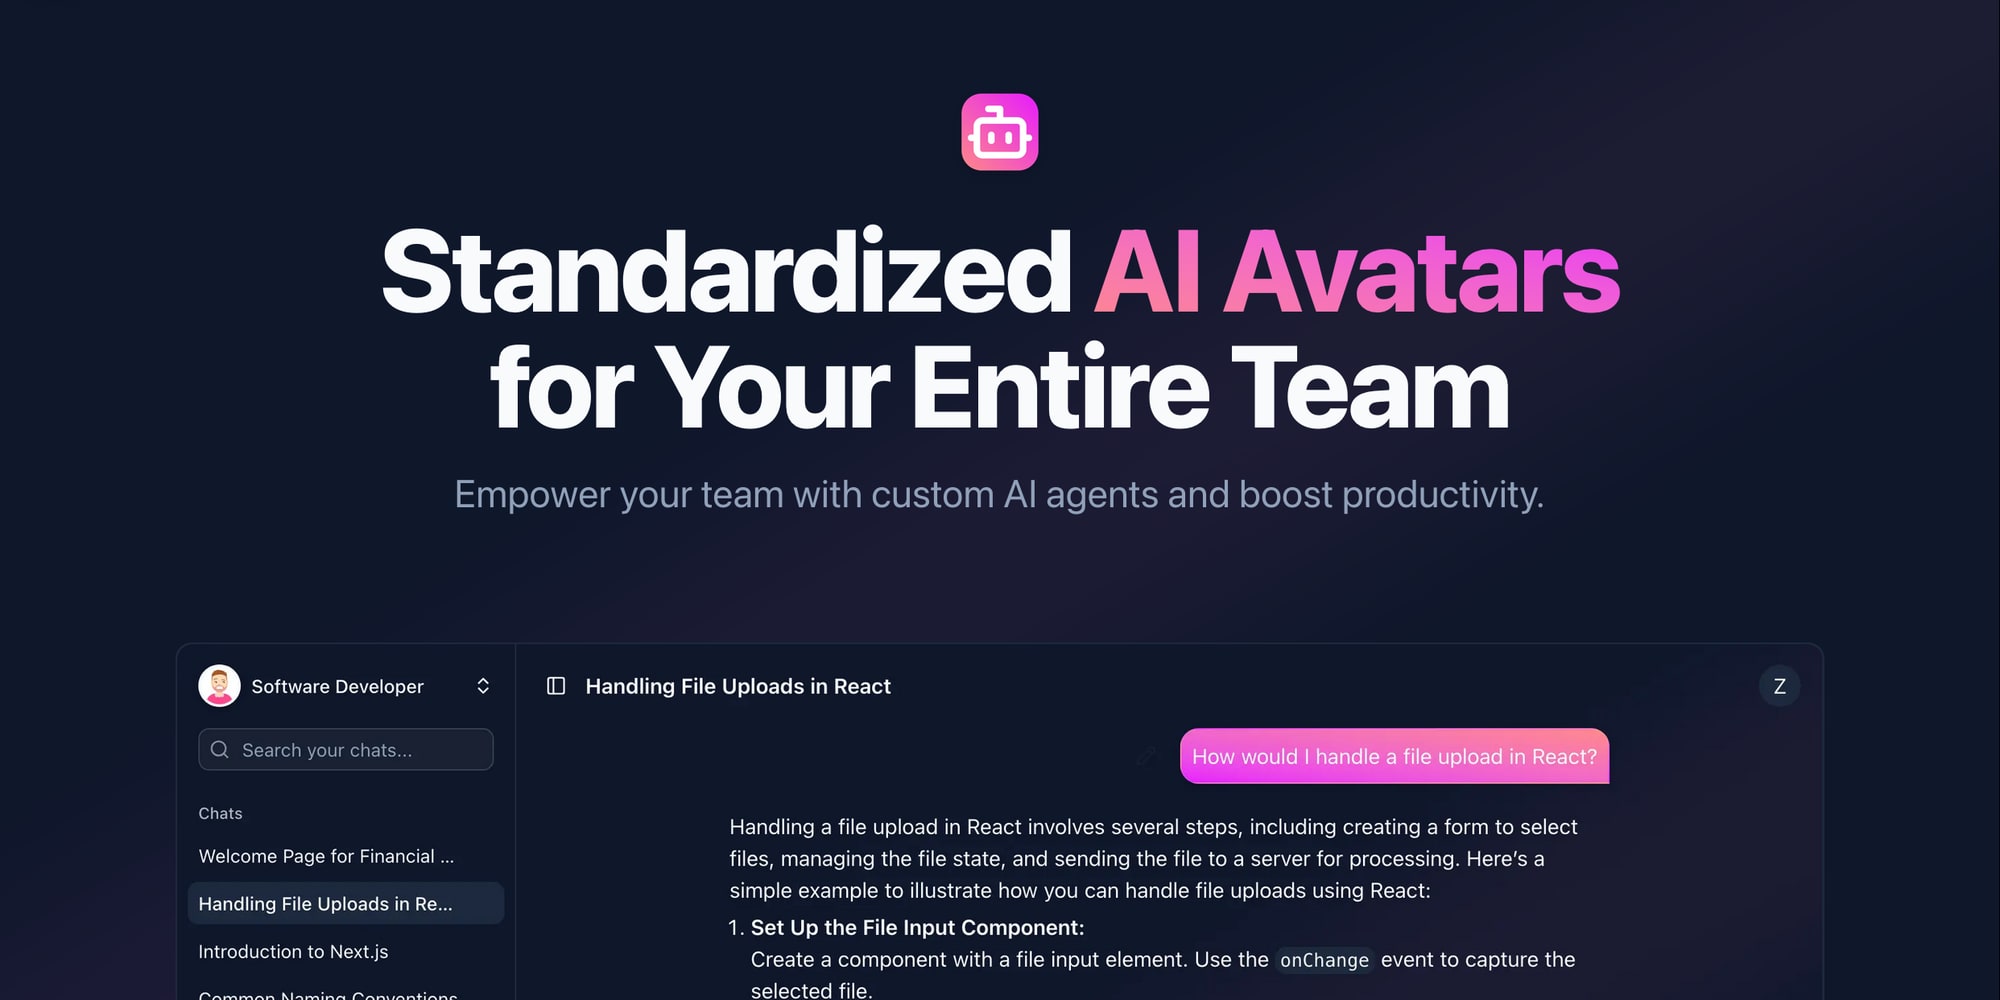 Standardized AI Avatars
for Your Entire Team
Empower your team with custom AI agents and boost productivity.
Software Developer
Search your chats...
Chats
Welcome Page for Financial ...
Handling File Uploads in Re...
Introduction to Next.js
Common Naming Conventions
Handling File Uploads in React
Z
How would I handle a file upload in React?
Handling a file upload in React involves several steps, including creating a form to select
files, managing the file state, and sending the file to a server for processing. Here’s a
simple example to illustrate how you can handle file uploads using React:
1. Set Up the File Input Component:
Create a component with a file input element. Use the onChange event to capture the
selected file.